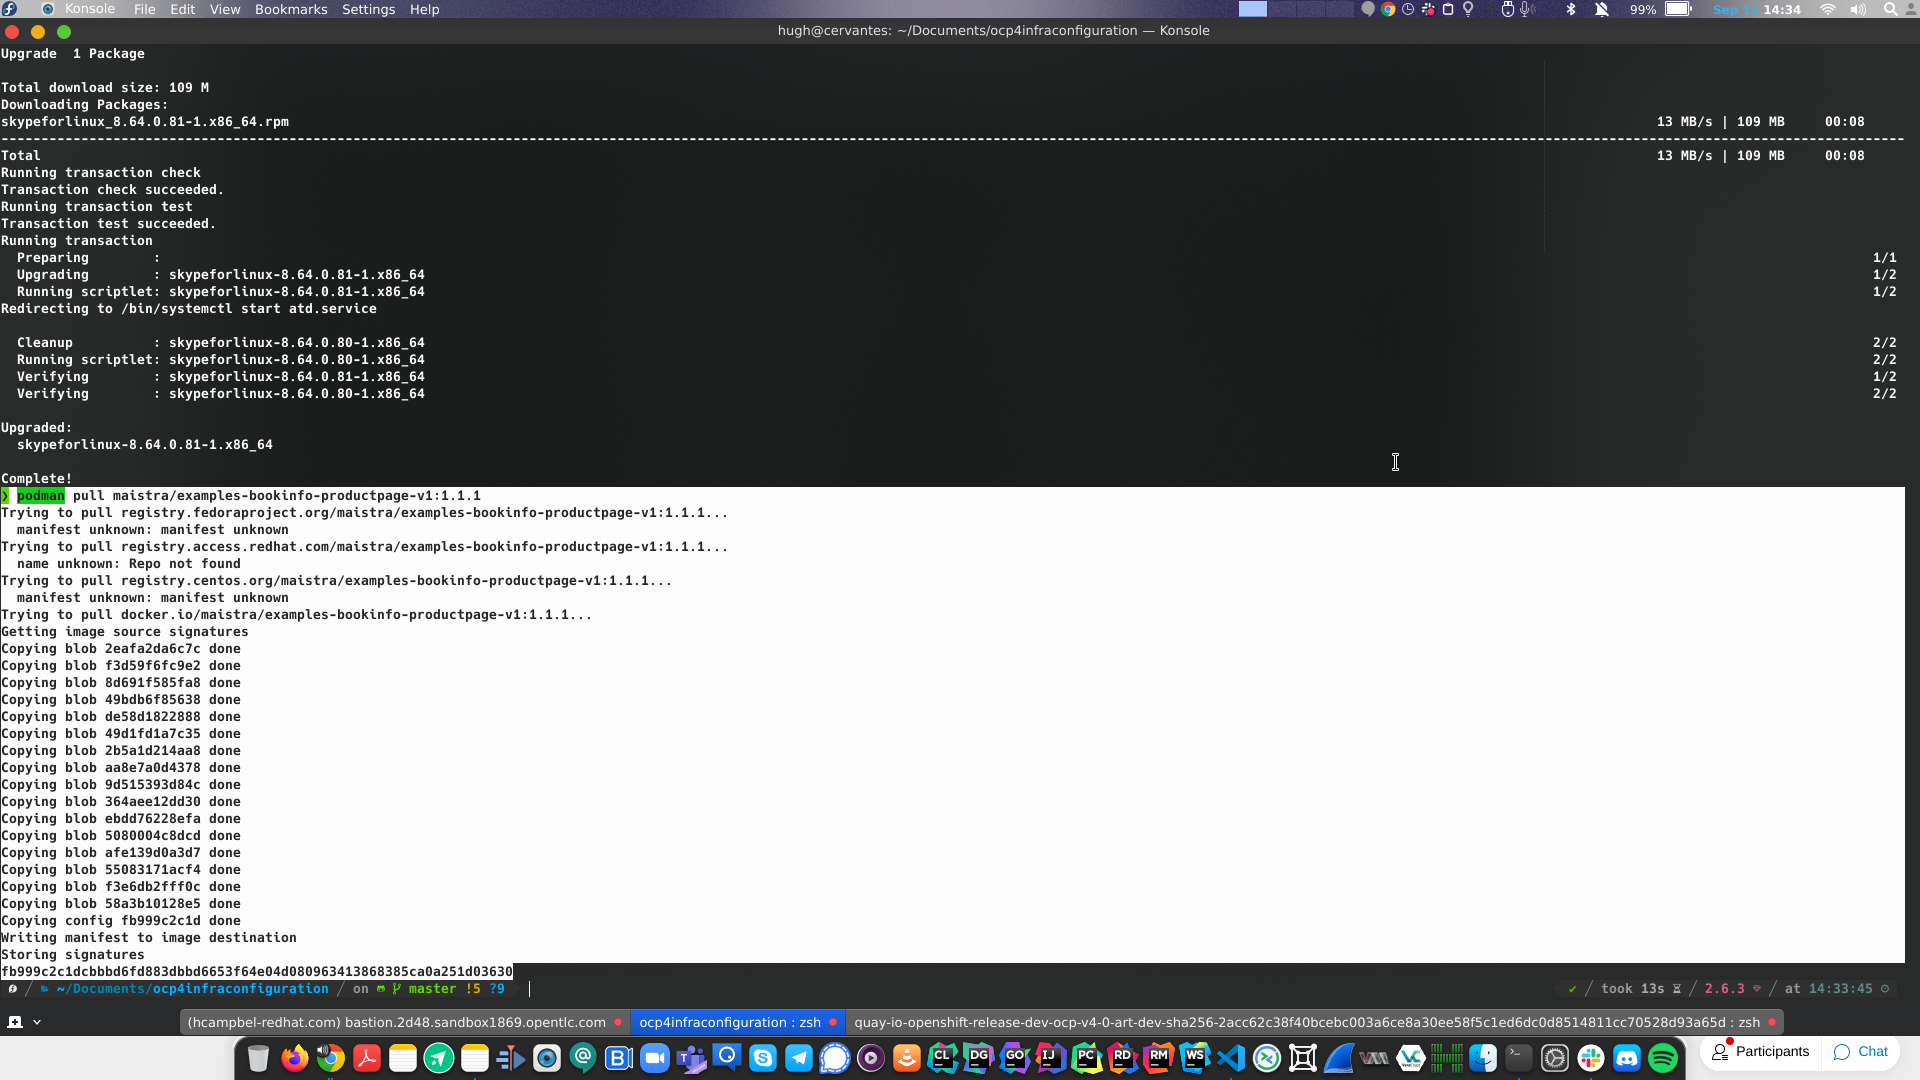 Konsole File Edit View Bookmarks Settings Help 99% Sep 11 14:34
hugh@cervantes: ~/Documents/ocp4infraconfiguration — Konsole
Upgrade  1 Package
Total download size: 109 M
Downloading Packages:
skypeforlinux_8.64.0.81-1.x86_64.rpm 13 MB/s | 109 MB 00:08
--------------------------------------------------------------------------------
Total 13 MB/s | 109 MB 00:08
Running transaction check
Transaction check succeeded.
Running transaction test
Transaction test succeeded.
Running transaction
Preparing : 1/1
Upgrading : skypeforlinux-8.64.0.81-1.x86_64 1/2
Running scriptlet: skypeforlinux-8.64.0.81-1.x86_64 1/2
Redirecting to /bin/systemctl start atd.service
Cleanup : skypeforlinux-8.64.0.80-1.x86_64 2/2
Running scriptlet: skypeforlinux-8.64.0.80-1.x86_64 2/2
Verifying : skypeforlinux-8.64.0.81-1.x86_64 1/2
Verifying : skypeforlinux-8.64.0.80-1.x86_64 2/2
Upgraded:
skypeforlinux-8.64.0.81-1.x86_64
Complete!
❯ podman pull maistra/examples-bookinfo-productpage-v1:1.1.1
Trying to pull registry.fedoraproject.org/maistra/examples-bookinfo-productpage-v1:1.1.1...
manifest unknown: manifest unknown
Trying to pull registry.access.redhat.com/maistra/examples-bookinfo-productpage-v1:1.1.1...
name unknown: Repo not found
Trying to pull registry.centos.org/maistra/examples-bookinfo-productpage-v1:1.1.1...
manifest unknown: manifest unknown
Trying to pull docker.io/maistra/examples-bookinfo-productpage-v1:1.1.1...
Getting image source signatures
Copying blob 2eafa2da6c7c done
Copying blob f3d59f6fc9e2 done
Copying blob 8d691f585fa8 done
Copying blob 49bdb6f85638 done
Copying blob de58d1822888 done
Copying blob 49d1fd1a7c35 done
Copying blob 2b5a1d214aa8 done
Copying blob aa8e7a0d4378 done
Copying blob 9d515393d84c done
Copying blob 364aee12dd30 done
Copying blob ebdd76228efa done
Copying blob 5080004c8dcd done
Copying blob afe139d0a3d7 done
Copying blob 55083171acf4 done
Copying blob f3e6db2fff0c done
Copying blob 58a3b10128e5 done
Copying config fb999c2c1d done
Writing manifest to image destination
Storing signatures
fb999c2c1dcbbbd6fd883dbbd6653f64e04d080963413868385ca0a251d03630
/ ~/Documents/ocp4infraconfiguration / on master !5 ?9 ✔ / took 13s / 2.6.3 / at 14:33:45
(hcampbel-redhat.com) bastion.2d48.sandbox1869.opentlc.com ocp4infraconfiguration : zsh quay-io-openshift-release-dev-ocp-v4-0-art-dev-sha256-2acc62c38f40bcebc003a6ce8a30ee58f5c1ed6dc0d8514811cc70528d93a65d : zsh
CL DG GO IJ PC RD RM WS Participants Chat